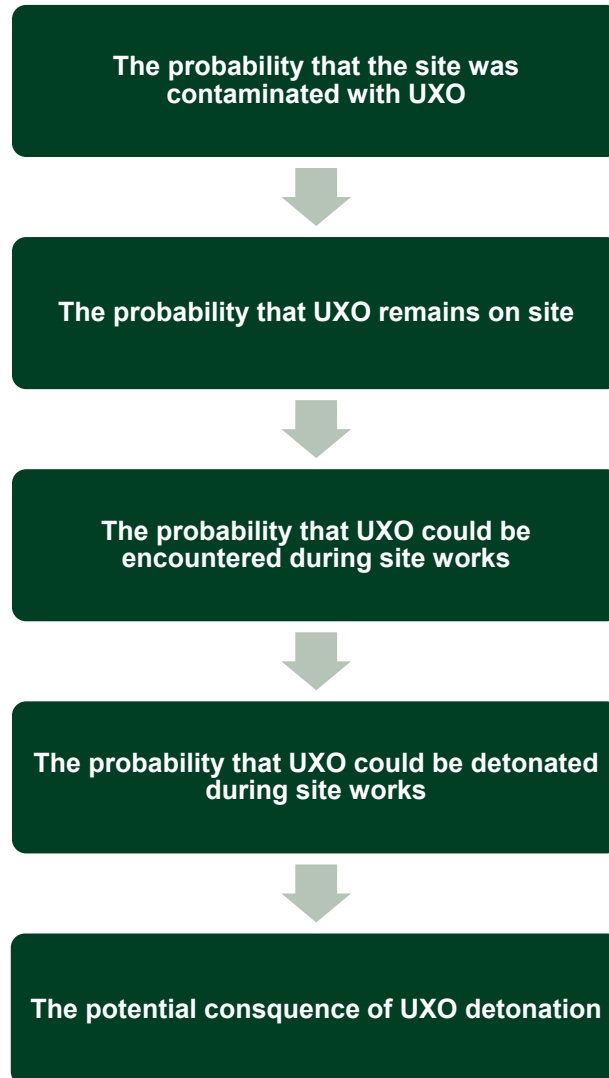 The probability that the site was
contaminated with UXO
The probability that UXO remains on site
The probability that UXO could be
encountered during site works
The probability that UXO could be detonated
during site works
The potential consquence of UXO detonation